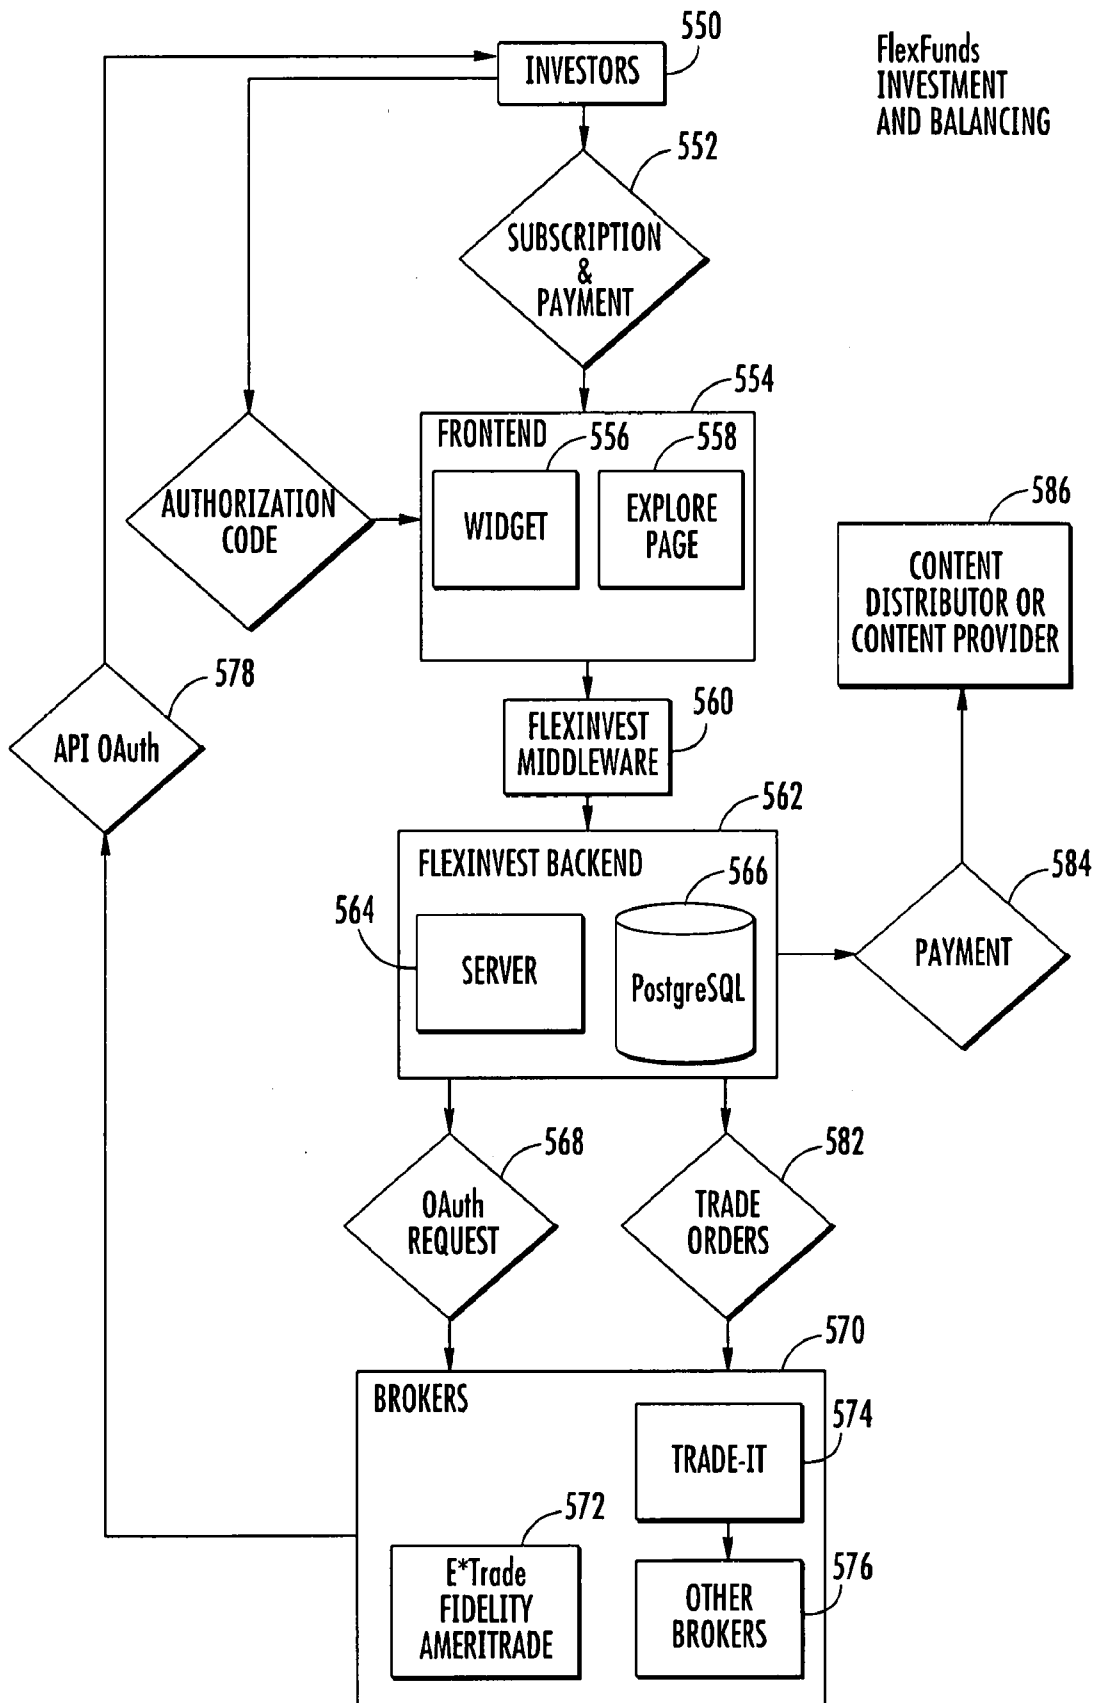 550
FlexFunds
INVESTMENT
AND BALANCING
INVESTORS
552
SUBSCRIPTION
&
PAYMENT
554
FRONTEND
556
558
WIDGET
EXPLORE
PAGE
AUTHORIZATION
CODE
586
CONTENT
DISTRIBUTOR OR
CONTENT PROVIDER
578
API OAuth
560
FLEXINVEST
MIDDLEWARE
562
FLEXINVEST BACKEND
564
566
SERVER
PostgreSQL
584
PAYMENT
568
OAuth
REQUEST
582
TRADE
ORDERS
570
BROKERS
574
TRADE-IT
572
E*Trade
FIDELITY
AMERITRADE
576
OTHER
BROKERS